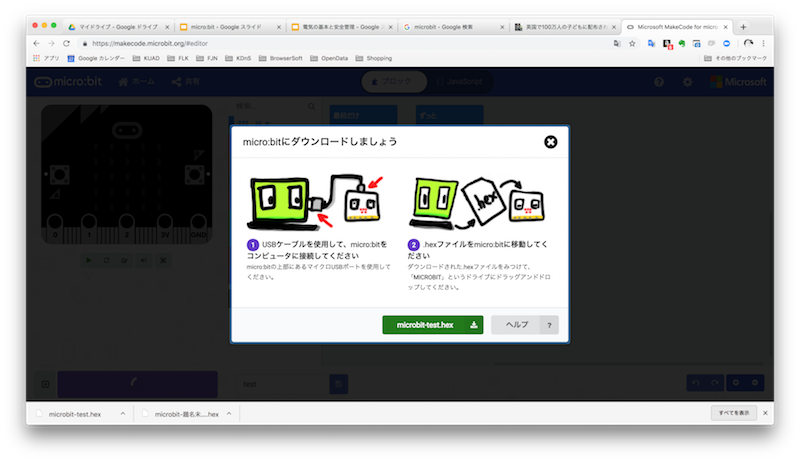 マイドライブ - Google ドライブ
micro:bit - Google スライド
電気の基本と安全管理 - Google
microbit - Google 検索
英国で100万人の子どもに配布され
Microsoft MakeCode for micro
https://makecode.microbit.org/#editor
アプリ
Google カレンダー
KUAD
FLK
FJN
KDnS
BrowserSoft
OpenData
Shopping
その他のブックマーク
micro:bit
ホーム
共有
ブロック
JavaScript
Microsoft
検索...
最初だけ
ずっと
0 1 2 3V GND
micro:bitにダウンロードしましょう
.hex
1 USBケーブルを使用して、micro:bitを
コンピュータに接続してください
micro:bitの上部にあるマイクロUSBポートを使用して
ください。
2 .hexファイルをmicro:bitに移動してく
ださい
ダウンロードされた.hexファイルをみつけて、
「MICROBIT」というドライブにドラッグアンドドロ
ップしてください。
microbit-test.hex
ヘルプ ?
test
microbit-test.hex
microbit-題名未....hex
すべてを表示